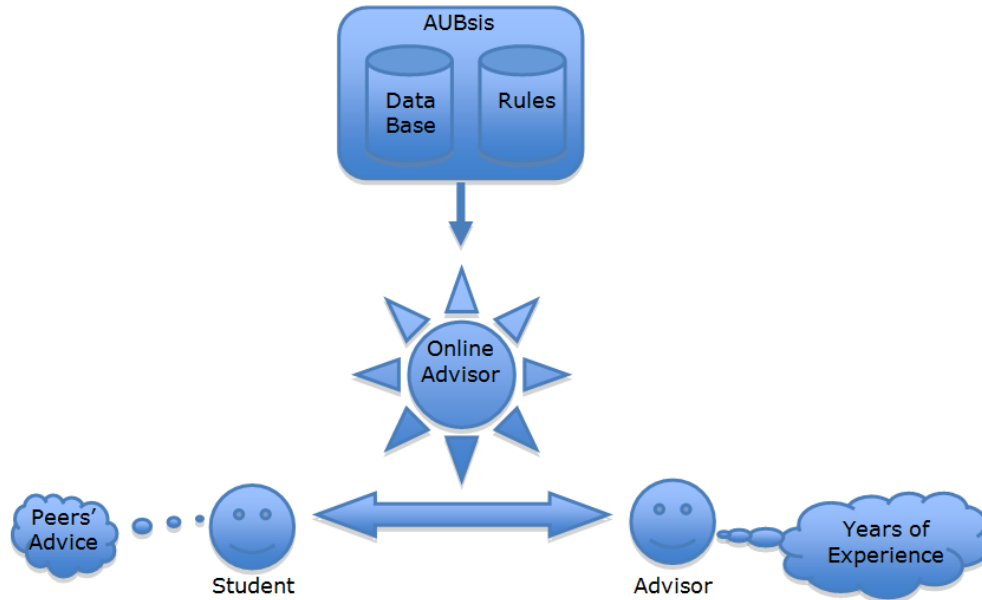 AUBsis
Data
Base
Rules
Online
Advisor
Peers'
Advice
Student
Advisor
Years of
Experience